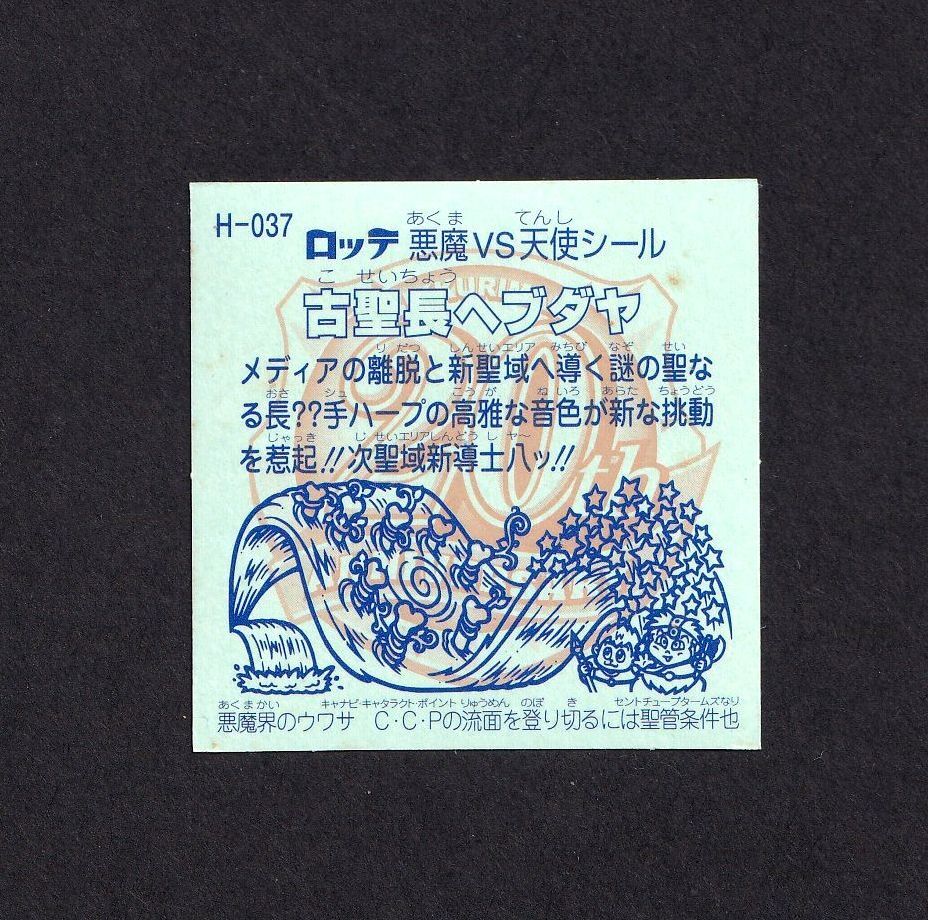 H-037
ロッテ 悪魔VS天使シール
あくま てんし
こ せいちょう
古聖長ヘブダヤ
りだつ しんせいエリア みちび なぞ せい
メディアの離脱と新聖域へ導く謎の聖な
おさ シュ こうが ねいろ あらた ちょうどう
る長??手ハープの高雅な音色が新な挑動
じゃっき じせいエリアしんどうし ヤ〜
を惹起!!次聖域新導士八ッ!!
20th
あくまかい キャナビ・キャタラクト・ポイント りゅうめん のぼ き セントチューブタームズなり
悪魔界のウワサ C・C・Pの流面を登り切るには聖管条件也